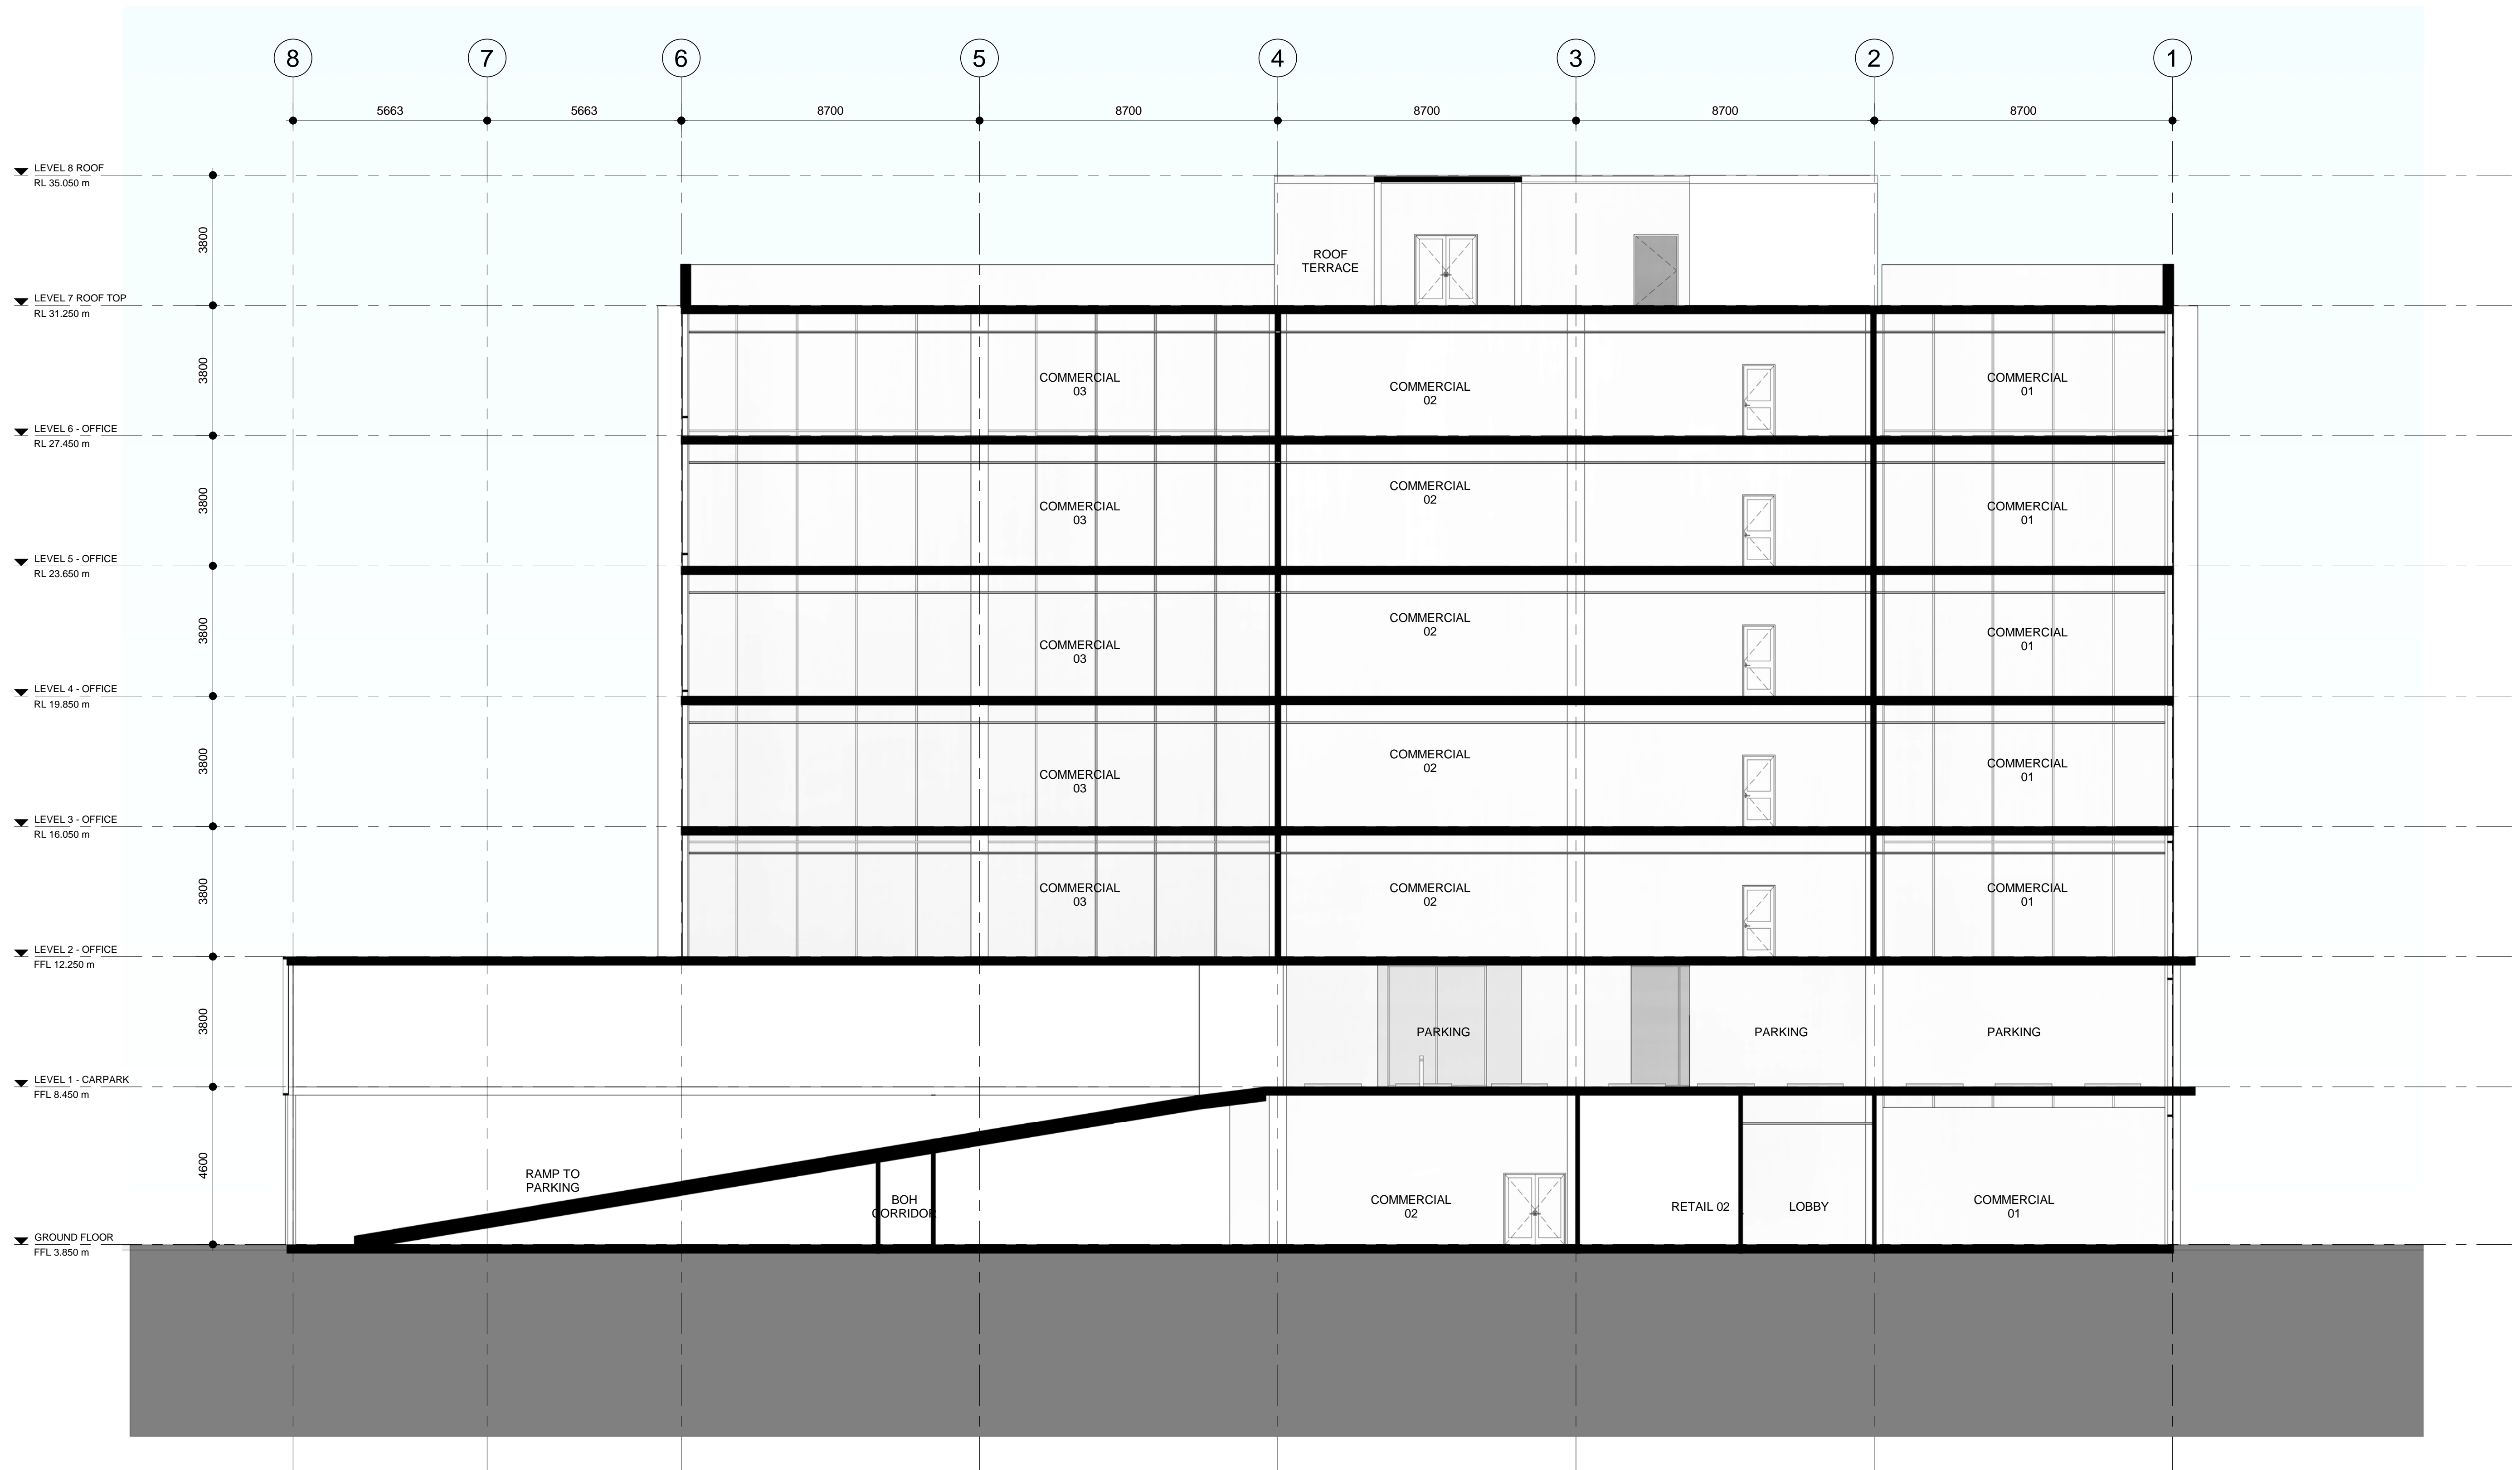 8 7 6 5 4 3 2 1
5663 5663 8700 8700 8700 8700 8700
LEVEL 8 ROOF
RL 35.050 m
3800
ROOF
TERRACE
LEVEL 7 ROOF TOP
RL 31.250 m
3800
COMMERCIAL
03
COMMERCIAL
02
COMMERCIAL
01
LEVEL 6 - OFFICE
RL 27.450 m
3800
COMMERCIAL
03
COMMERCIAL
02
COMMERCIAL
01
LEVEL 5 - OFFICE
RL 23.650 m
3800
COMMERCIAL
03
COMMERCIAL
02
COMMERCIAL
01
LEVEL 4 - OFFICE
RL 19.850 m
3800
COMMERCIAL
03
COMMERCIAL
02
COMMERCIAL
01
LEVEL 3 - OFFICE
RL 16.050 m
3800
COMMERCIAL
03
COMMERCIAL
02
COMMERCIAL
01
LEVEL 2 - OFFICE
FFL 12.250 m
3800
PARKING
PARKING
PARKING
LEVEL 1 - CARPARK
FFL 8.450 m
4600
RAMP TO
PARKING
BOH
CORRIDOR
COMMERCIAL
02
RETAIL 02
LOBBY
COMMERCIAL
01
GROUND FLOOR
FFL 3.850 m